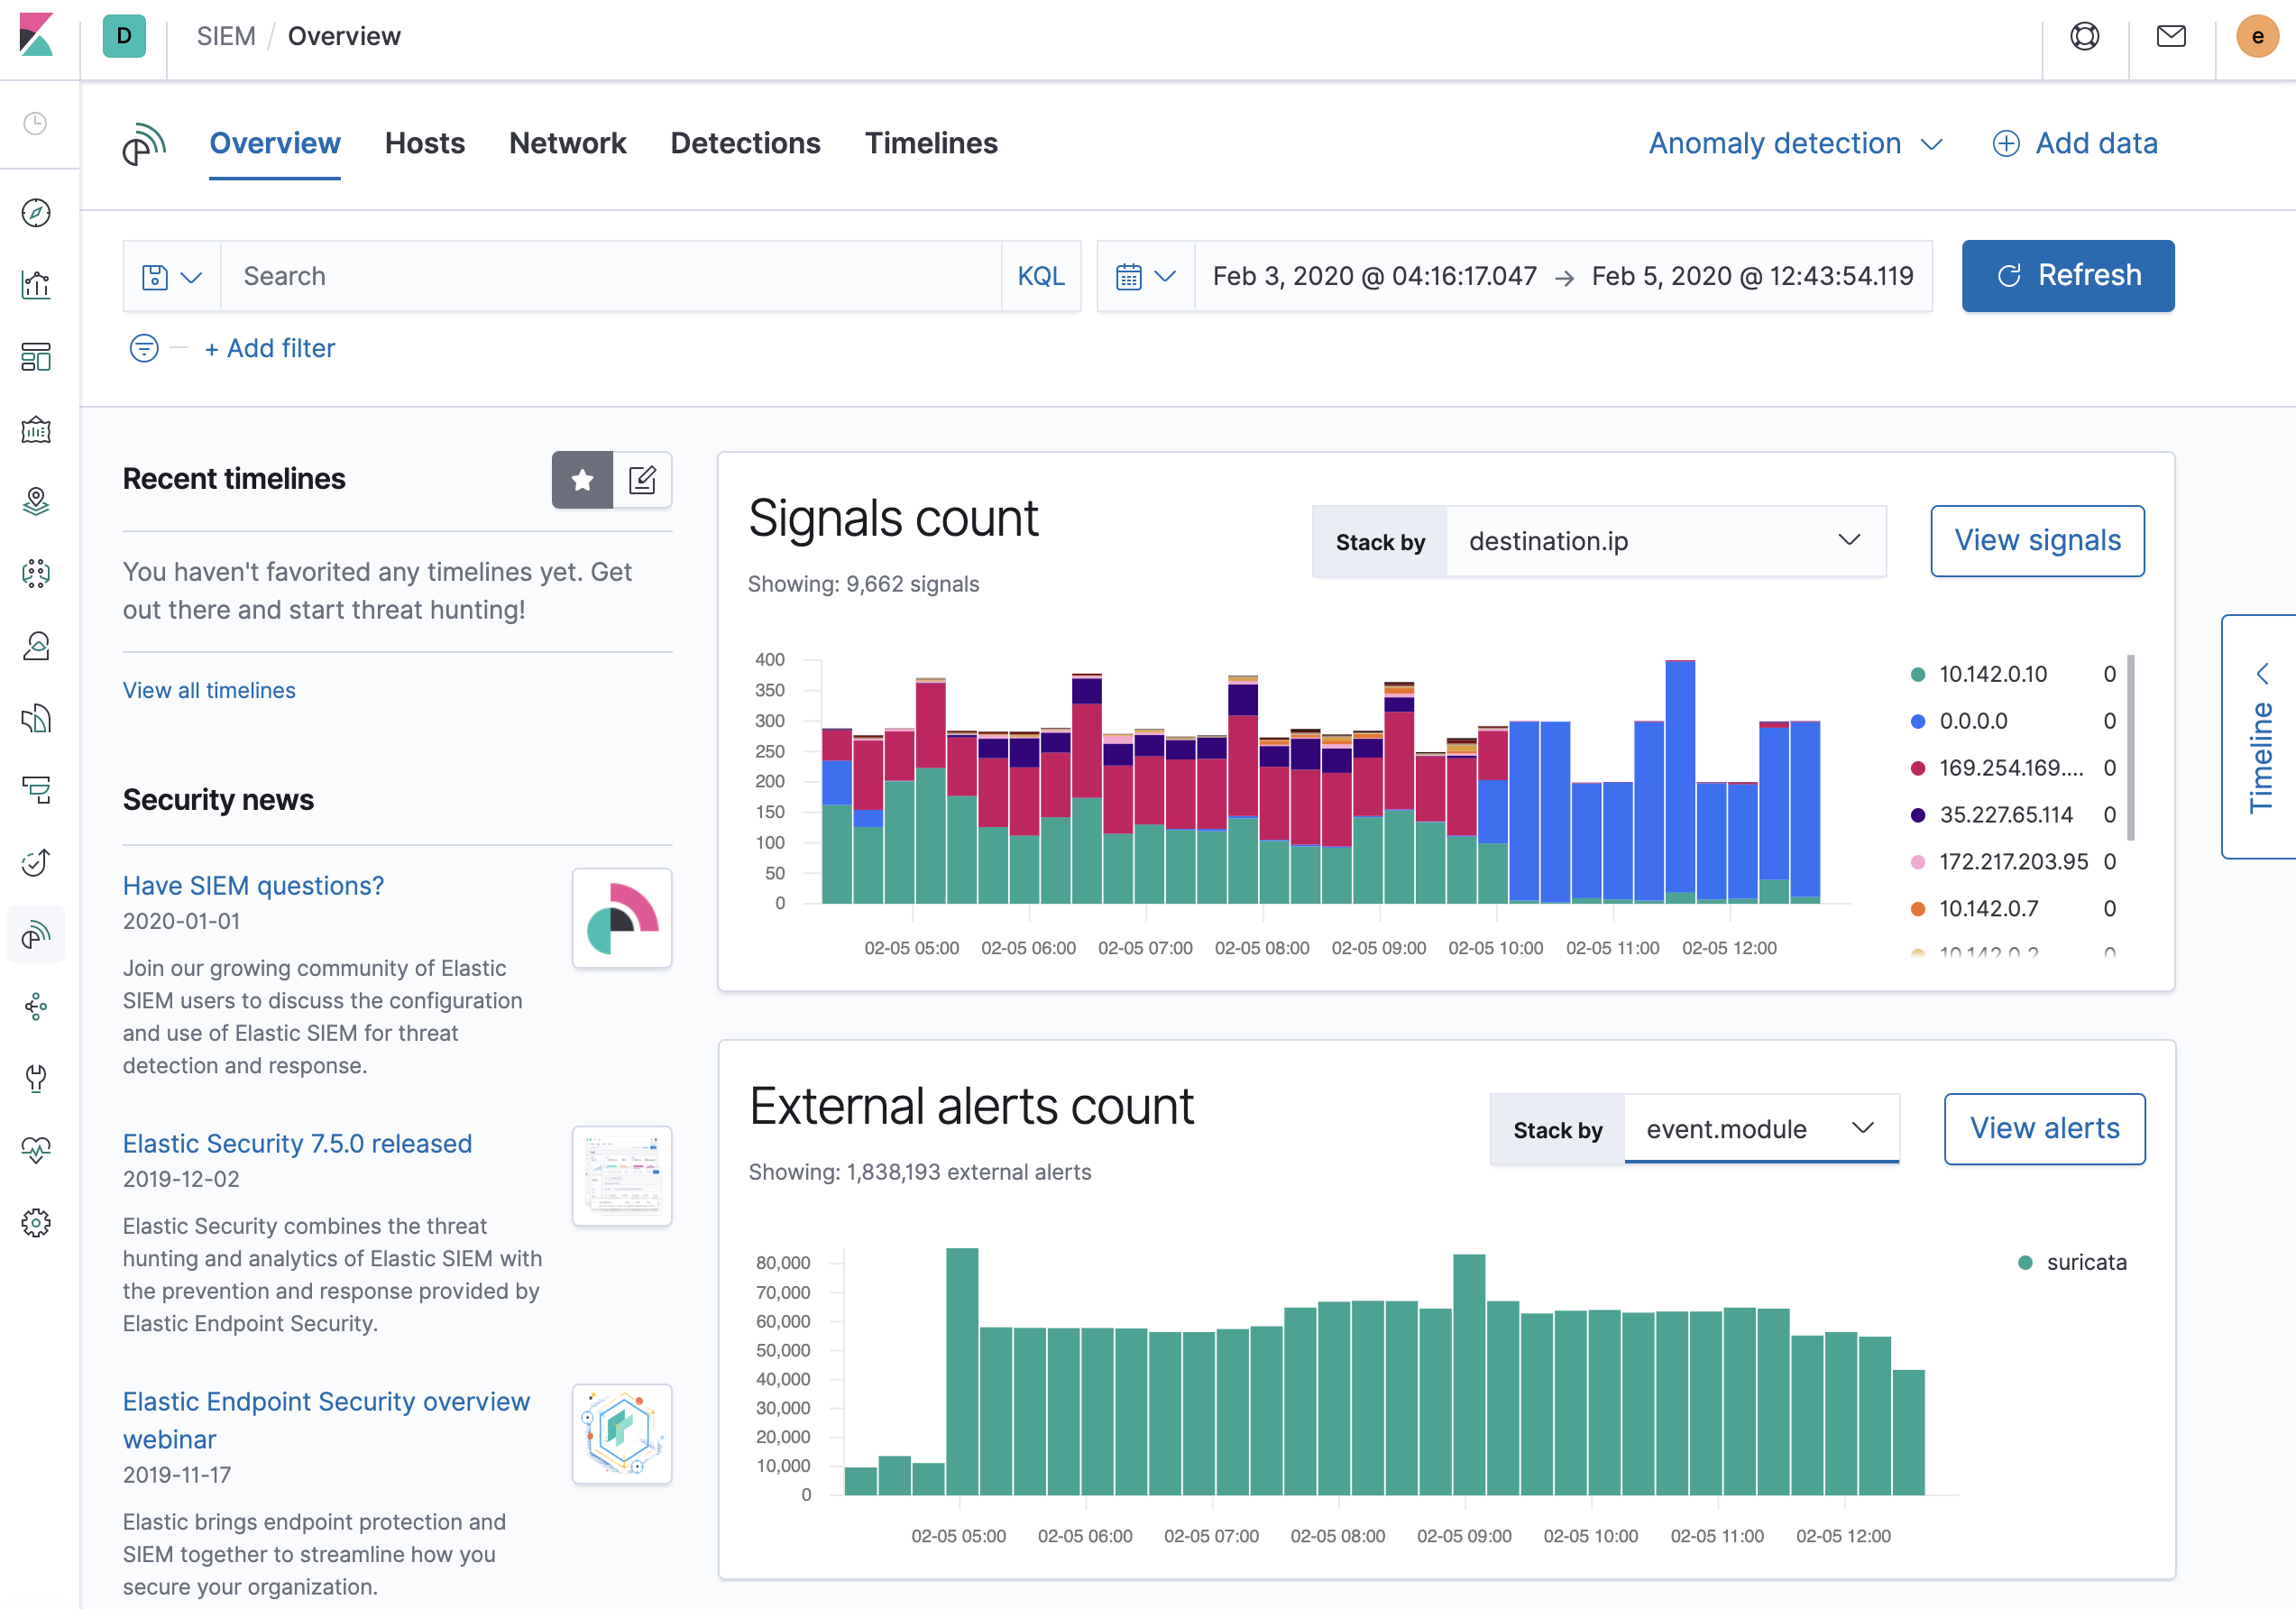 D SIEM / Overview e
Overview Hosts Network Detections Timelines Anomaly detection Add data
Search KQL Feb 3, 2020 @ 04:16:17.047 → Feb 5, 2020 @ 12:43:54.119 Refresh
+ Add filter
Recent timelines
You haven't favorited any timelines yet. Get
out there and start threat hunting!
View all timelines
Security news
Have SIEM questions?
2020-01-01
Join our growing community of Elastic
SIEM users to discuss the configuration
and use of Elastic SIEM for threat
detection and response.
Elastic Security 7.5.0 released
2019-12-02
Elastic Security combines the threat
hunting and analytics of Elastic SIEM with
the prevention and response provided by
Elastic Endpoint Security.
Elastic Endpoint Security overview
webinar
2019-11-17
Elastic brings endpoint protection and
SIEM together to streamline how you
secure your organization.
Signals count
Showing: 9,662 signals
Stack by destination.ip View signals
400
350
300
250
200
150
100
50
0
02-05 05:00 02-05 06:00 02-05 07:00 02-05 08:00 02-05 09:00 02-05 10:00 02-05 11:00 02-05 12:00
10.142.0.10 0
0.0.0.0 0
169.254.169.... 0
35.227.65.114 0
172.217.203.95 0
10.142.0.7 0
10.142.0.2 0
Timeline
External alerts count
Showing: 1,838,193 external alerts
Stack by event.module View alerts
80,000
70,000
60,000
50,000
40,000
30,000
20,000
10,000
0
02-05 05:00 02-05 06:00 02-05 07:00 02-05 08:00 02-05 09:00 02-05 10:00 02-05 11:00 02-05 12:00
suricata